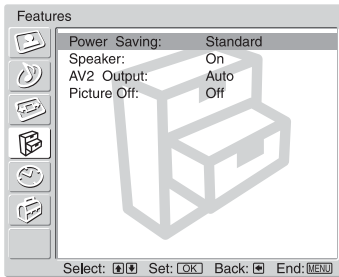 Features
Power Saving: Standard
Speaker: On
AV2 Output: Auto
Picture Off: Off
Select: Set: OK Back: End: MENU